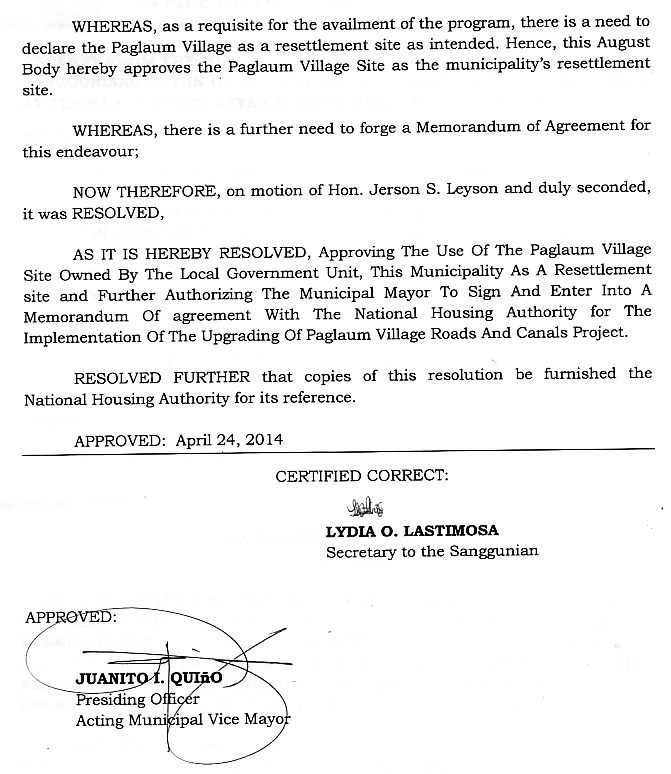 WHEREAS, as a requisite for the availment of the program, there is a need to
declare the Paglaum Village as a resettlement site as intended. Hence, this August
Body hereby approves the Paglaum Village Site as the municipality's resettlement
site.
WHEREAS, there is a further need to forge a Memorandum of Agreement for
this endeavour;
NOW THEREFORE, on motion of Hon. Jerson S. Leyson and duly seconded,
it was RESOLVED,
AS IT IS HEREBY RESOLVED, Approving The Use Of The Paglaum Village
Site Owned By The Local Government Unit, This Municipality As A Resettlement
site and Further Authorizing The Municipal Mayor To Sign And Enter Into A
Memorandum Of agreement With The National Housing Authority for The
Implementation Of The Upgrading Of Paglaum Village Roads And Canals Project.
RESOLVED FURTHER that copies of this resolution be furnished the
National Housing Authority for its reference.
APPROVED: April 24, 2014
CERTIFIED CORRECT:
LYDIA O. LASTIMOSA
Secretary to the Sanggunian
APPROVED:
JUANITO I. QUIñO
Presiding Officer
Acting Municipal Vice Mayor